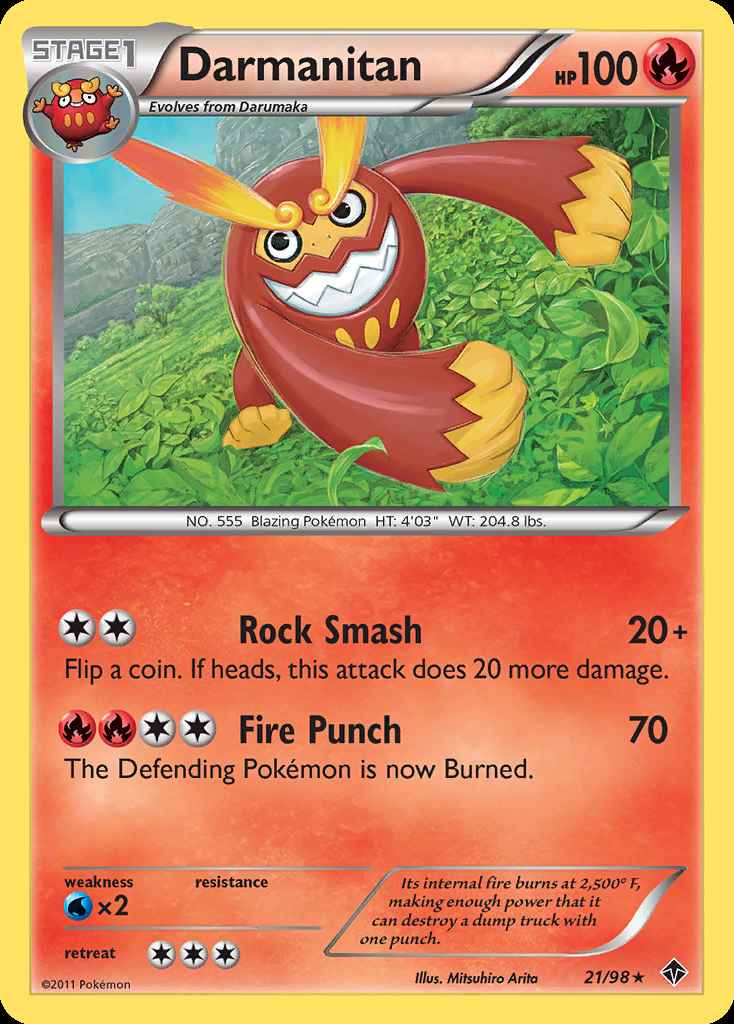 STAGE1
Darmanitan
HP100
Evolves from Darumaka
NO. 555 Blazing Pokémon HT: 4'03" WT: 204.8 lbs.
Rock Smash 20+
Flip a coin. If heads, this attack does 20 more damage.
Fire Punch 70
The Defending Pokémon is now Burned.
weakness resistance
×2
retreat
Its internal fire burns at 2,500° F,
making enough power that it
can destroy a dump truck with
one punch.
©2011 Pokémon
Illus. Mitsuhiro Arita
21/98★